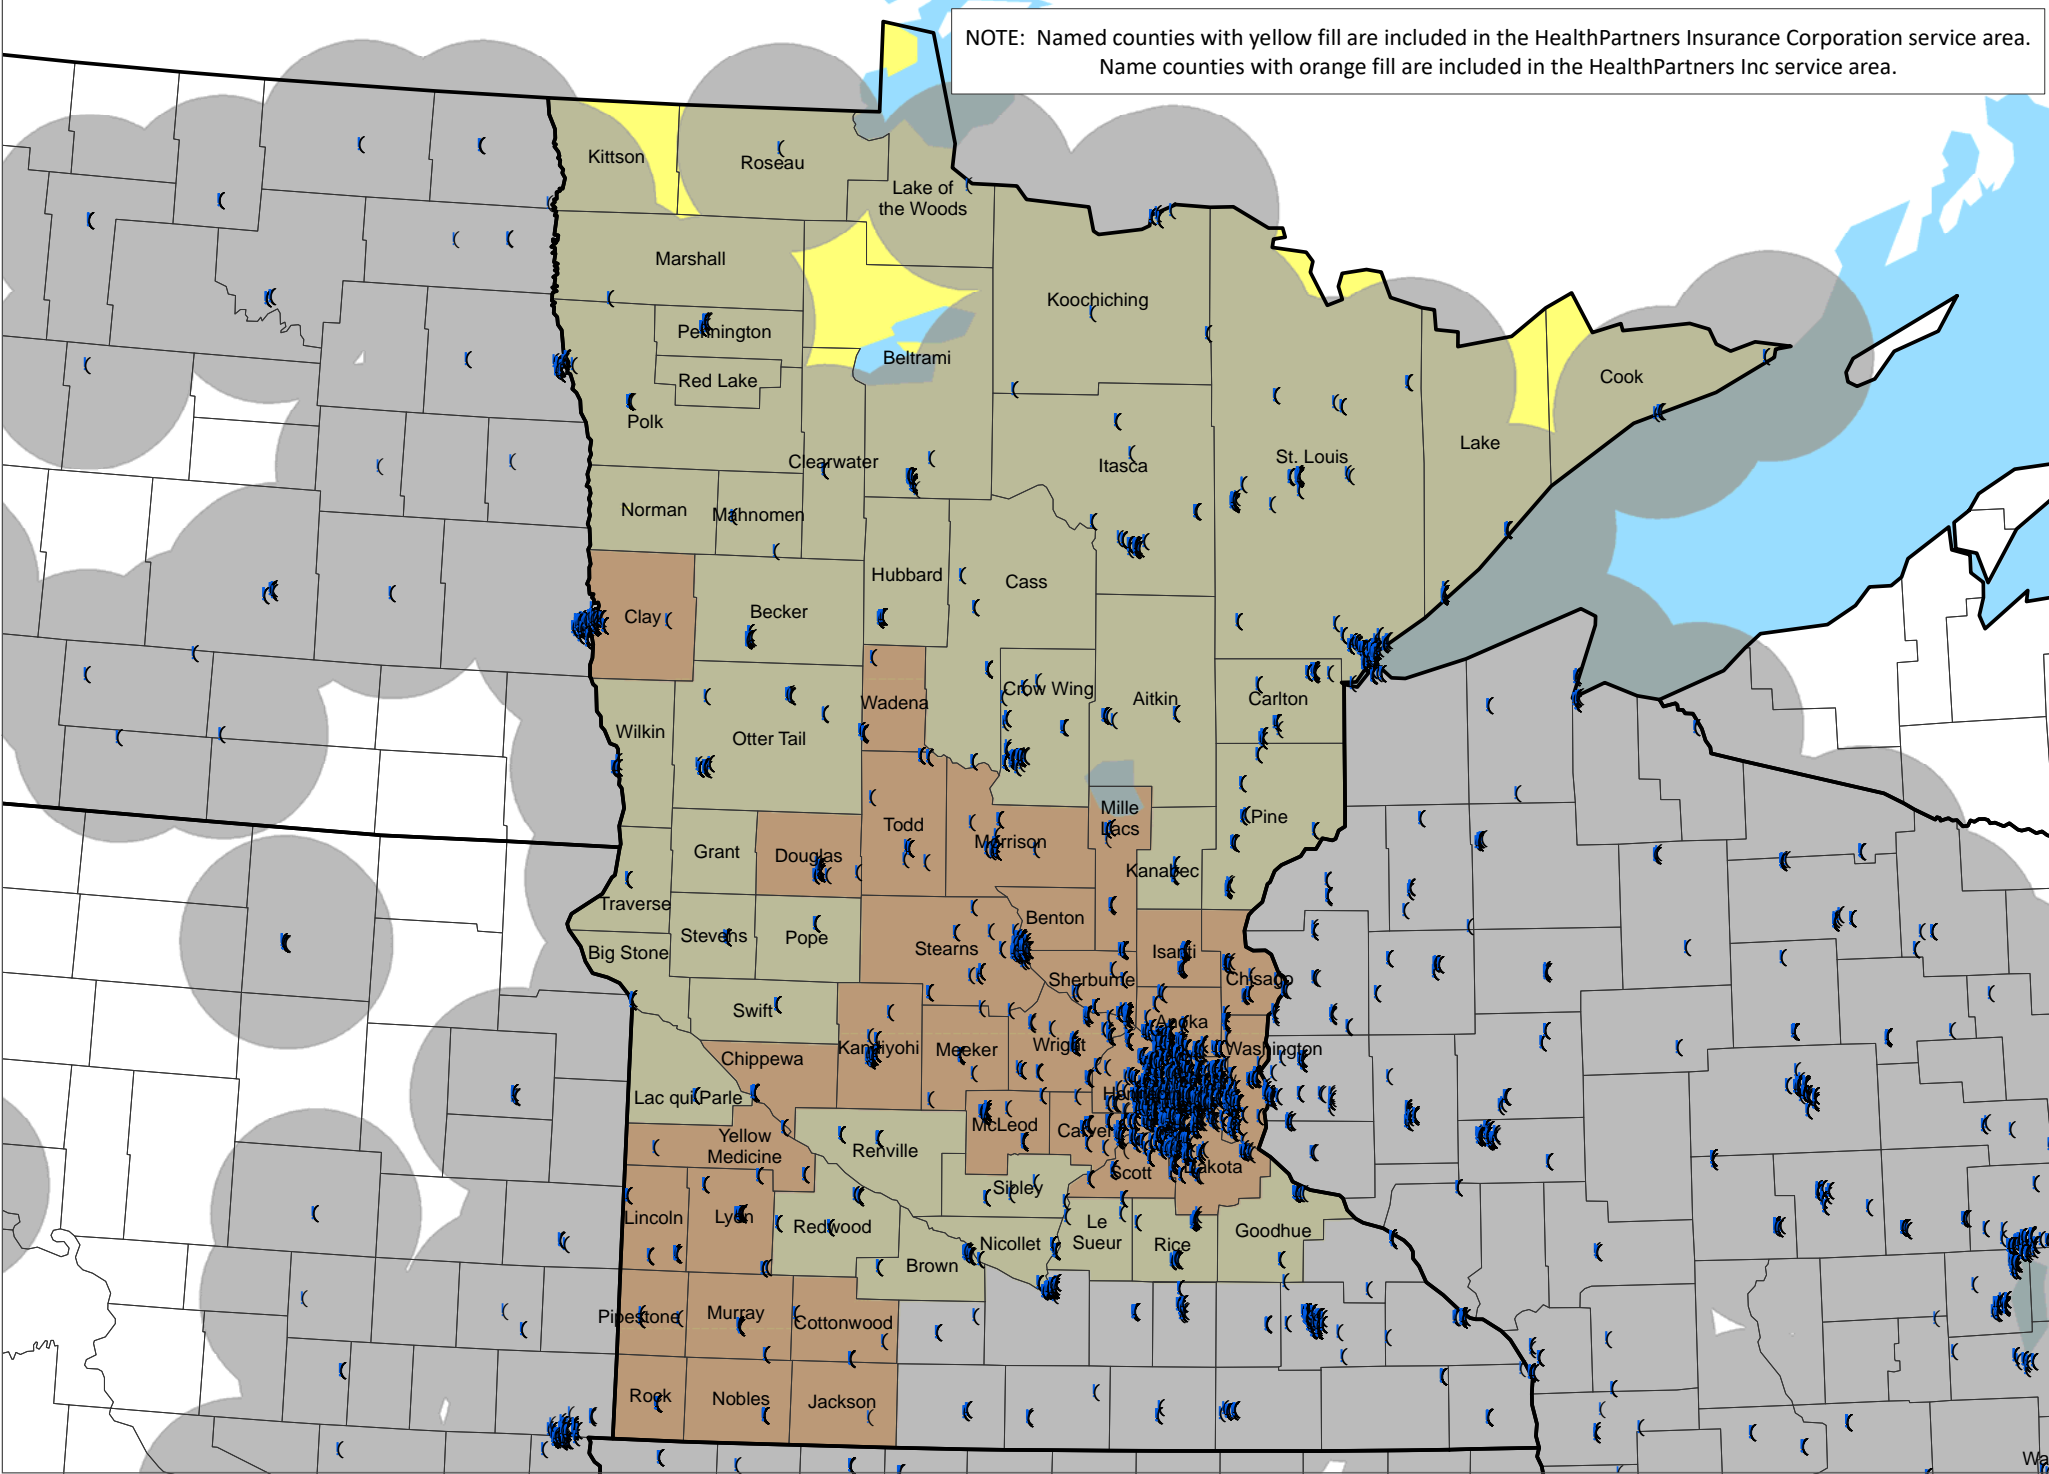 NOTE: Named counties with yellow fill are included in the HealthPartners Insurance Corporation service area.
Name counties with orange fill are included in the HealthPartners Inc service area.
Kittson
Roseau
Lake of
the Woods
Marshall
Koochiching
Pennington
Beltrami
Red Lake
Cook
Polk
Lake
Clearwater
Itasca
St. Louis
Norman
Mahnomen
Hubbard
Cass
Clay
Becker
Wadena
Crow Wing
Aitkin
Carlton
Wilkin
Otter Tail
Mille
Lacs
Pine
Todd
Morrison
Grant
Douglas
Kanabec
Traverse
Benton
Stevens
Pope
Stearns
Isanti
Big Stone
Sherburne
Chisago
Swift
Anoka
Kandiyohi
Meeker
Wright
Washington
Chippewa
Lac qui Parle
McLeod
Carver
Yellow
Medicine
Renville
Scott
Dakota
Sibley
Lincoln
Lyon
Redwood
Le
Sueur
Nicollet
Rice
Goodhue
Brown
Pipestone
Murray
Cottonwood
Rock
Nobles
Jackson